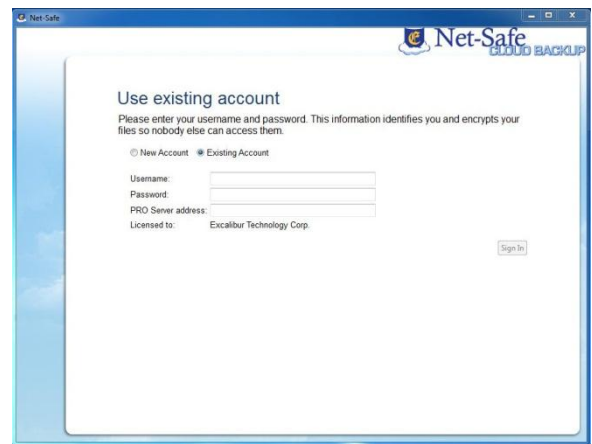 Net-Safe
Net-Safe
CLOUD BACKUP
Use existing account
Please enter your username and password. This information identifies you and encrypts your
files so nobody else can access them.
New Account Existing Account
Username:
Password:
PRO Server address:
Licensed to: Excalibur Technology Corp.
Sign In